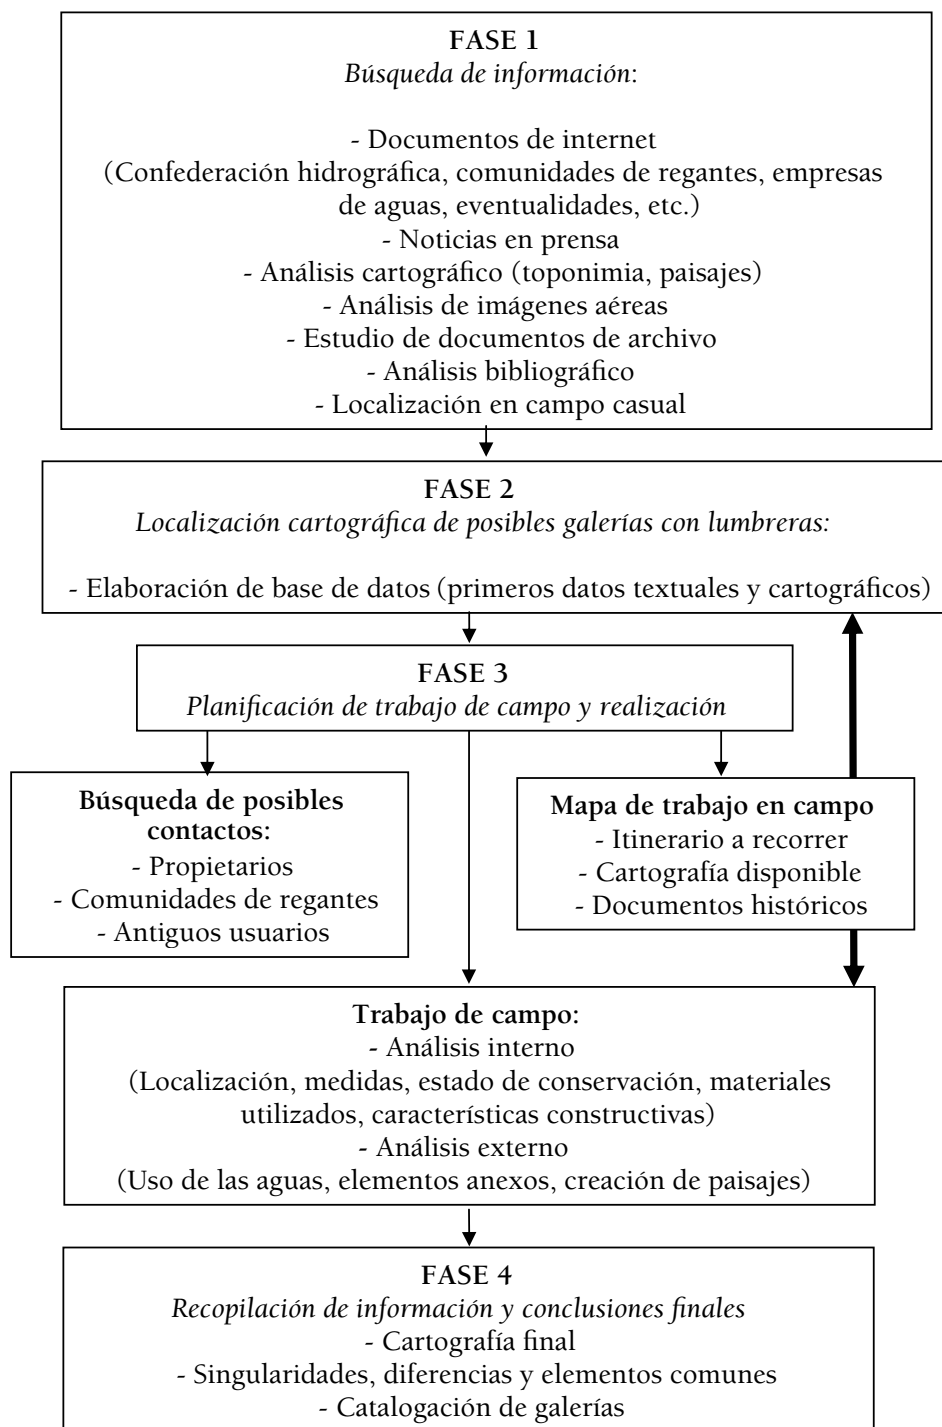 FASE 1
Búsqueda de información:
- Documentos de internet
(Confederación hidrográfica, comunidades de regantes, empresas
de aguas, eventualidades, etc.)
- Noticias en prensa
- Análisis cartográfico (toponimia, paisajes)
- Análisis de imágenes aéreas
- Estudio de documentos de archivo
- Análisis bibliográfico
- Localización en campo casual
FASE 2
Localización cartográfica de posibles galerías con lumbreras:
- Elaboración de base de datos (primeros datos textuales y cartográficos)
FASE 3
Planificación de trabajo de campo y realización
Búsqueda de posibles
contactos:
- Propietarios
- Comunidades de regantes
- Antiguos usuarios
Mapa de trabajo en campo
- Itinerario a recorrer
- Cartografía disponible
- Documentos históricos
Trabajo de campo:
- Análisis interno
(Localización, medidas, estado de conservación, materiales
utilizados, características constructivas)
- Análisis externo
(Uso de las aguas, elementos anexos, creación de paisajes)
FASE 4
Recopilación de información y conclusiones finales
- Cartografía final
- Singularidades, diferencias y elementos comunes
- Catalogación de galerías